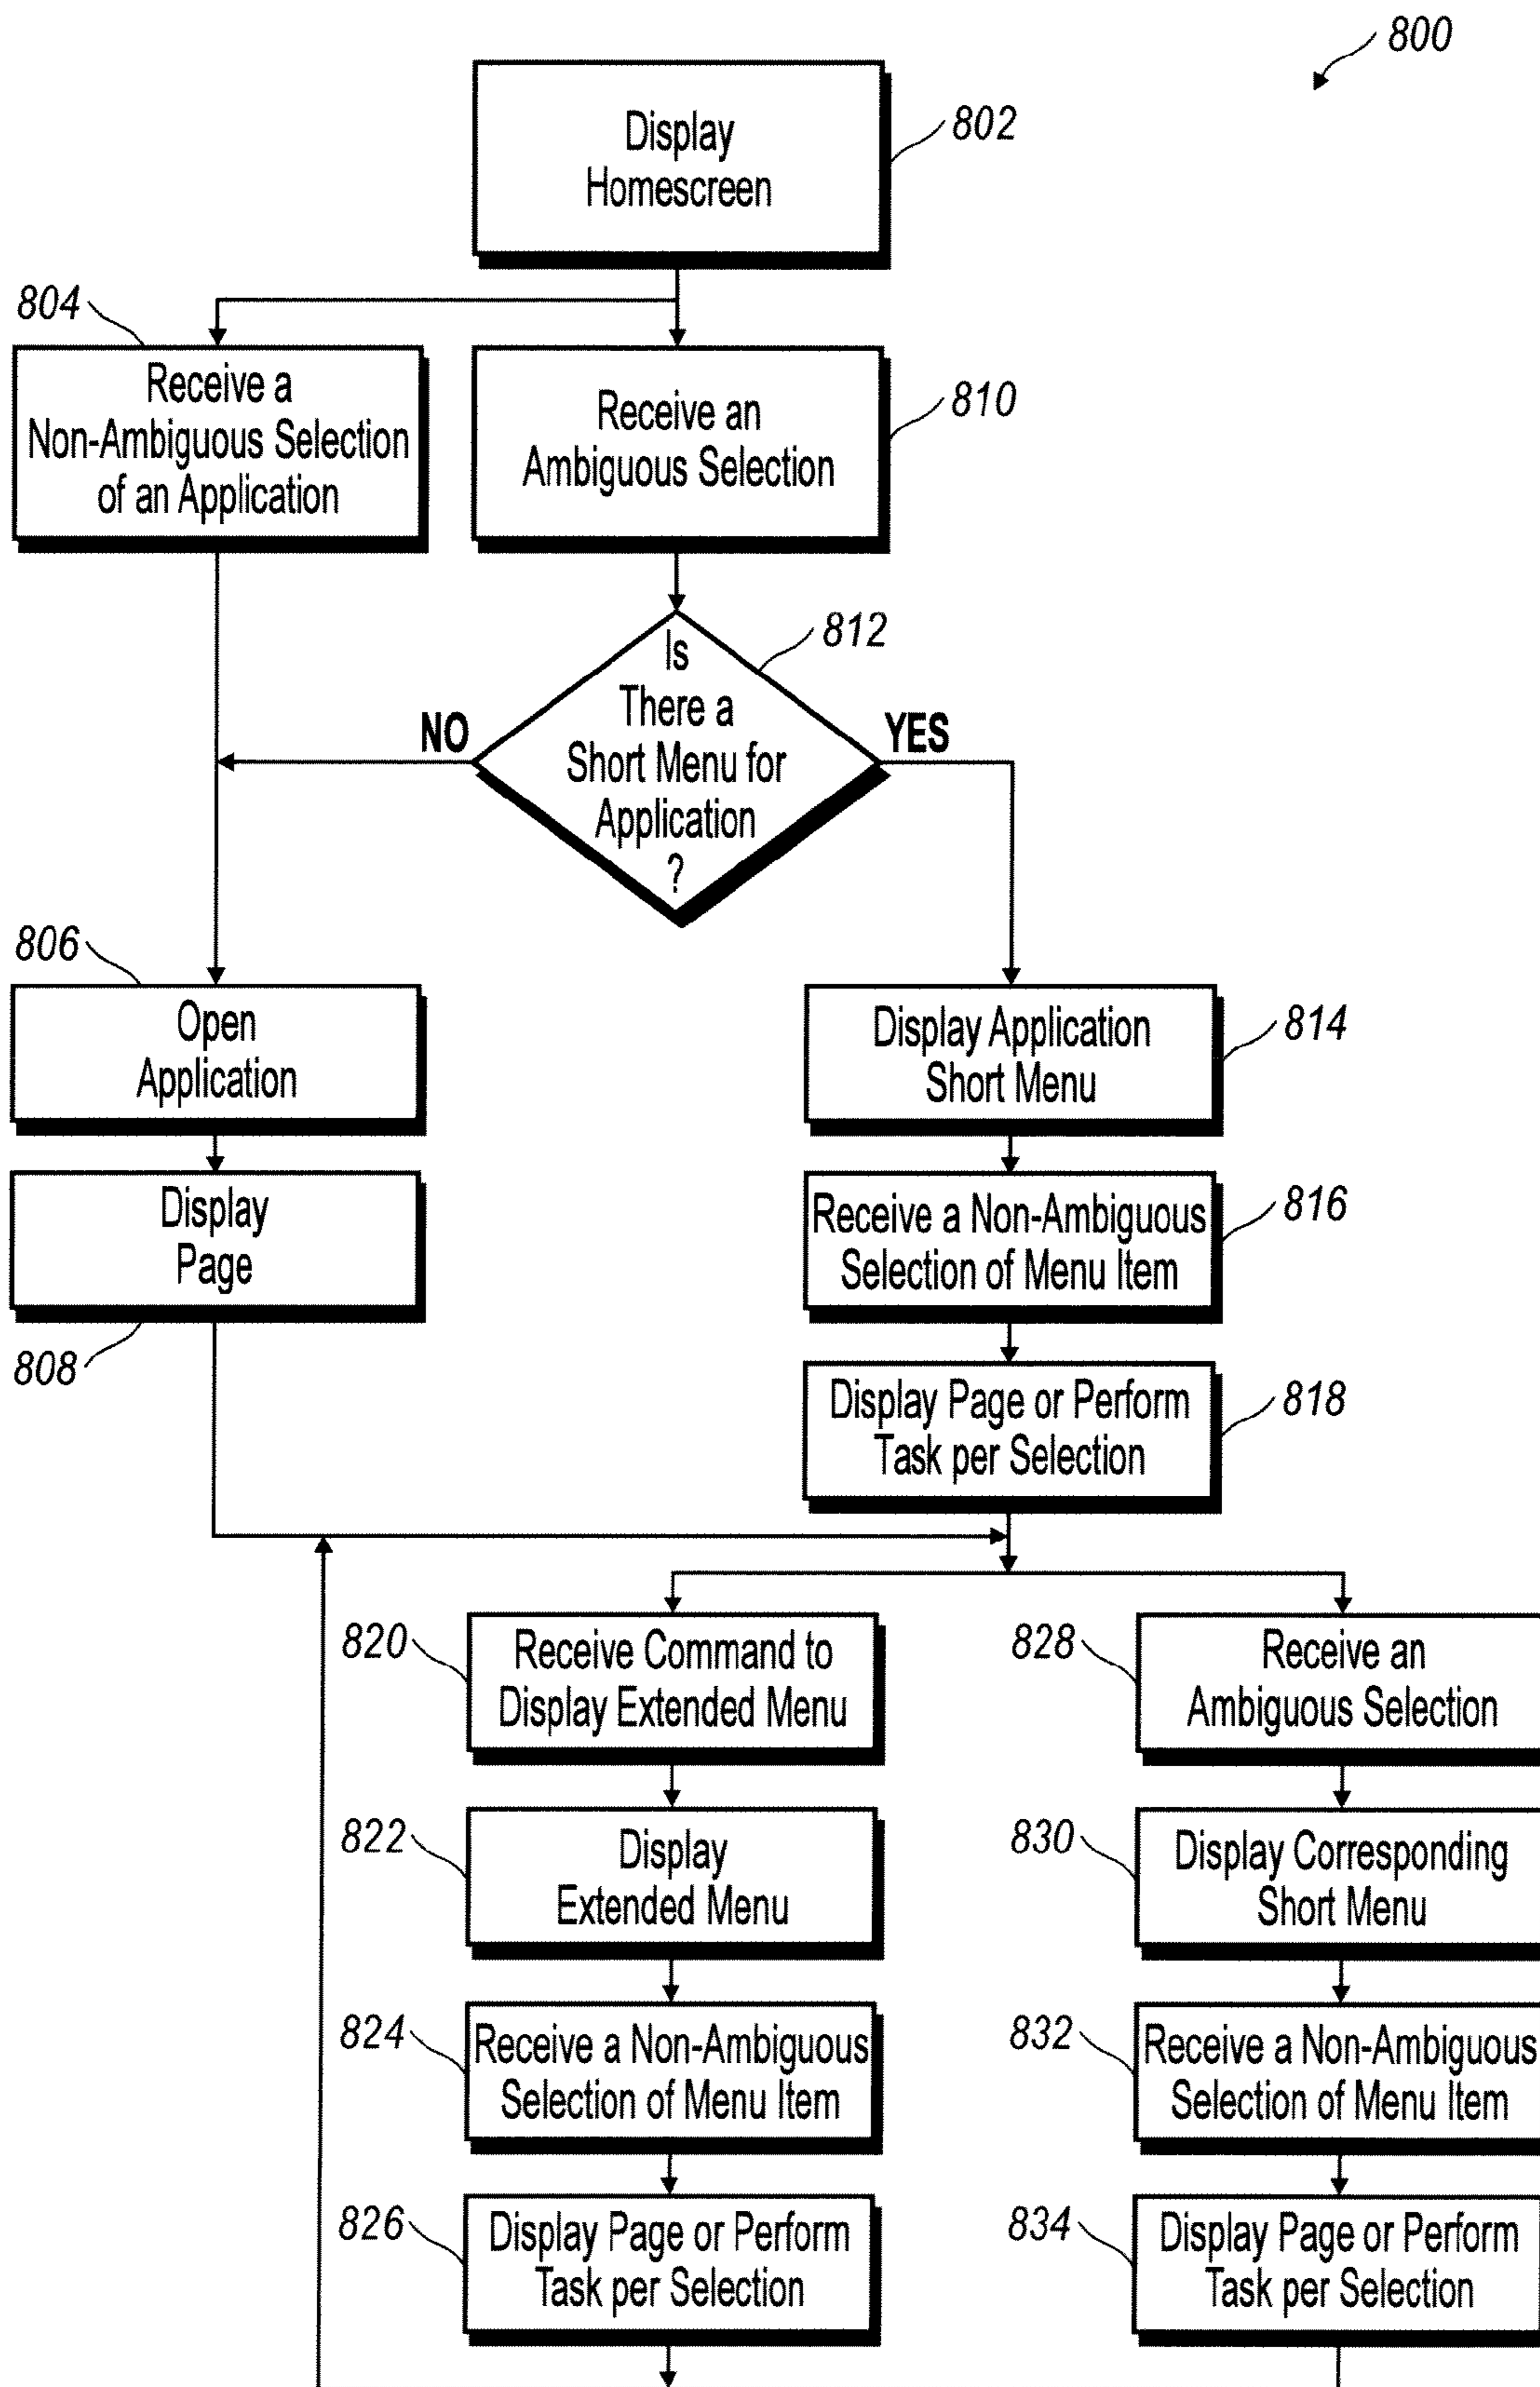 800
Display
Homescreen
802
804
Receive a
Non-Ambiguous Selection
of an Application
Receive an
Ambiguous Selection
810
Is
There a
Short Menu for
Application
?
812
NO
YES
806
Open
Application
Display Application
Short Menu
814
Display
Page
808
Receive a Non-Ambiguous
Selection of Menu Item
816
Display Page or Perform
Task per Selection
818
820
Receive Command to
Display Extended Menu
828
Receive an
Ambiguous Selection
822
Display
Extended Menu
830
Display Corresponding
Short Menu
824
Receive a Non-Ambiguous
Selection of Menu Item
832
Receive a Non-Ambiguous
Selection of Menu Item
826
Display Page or Perform
Task per Selection
834
Display Page or Perform
Task per Selection